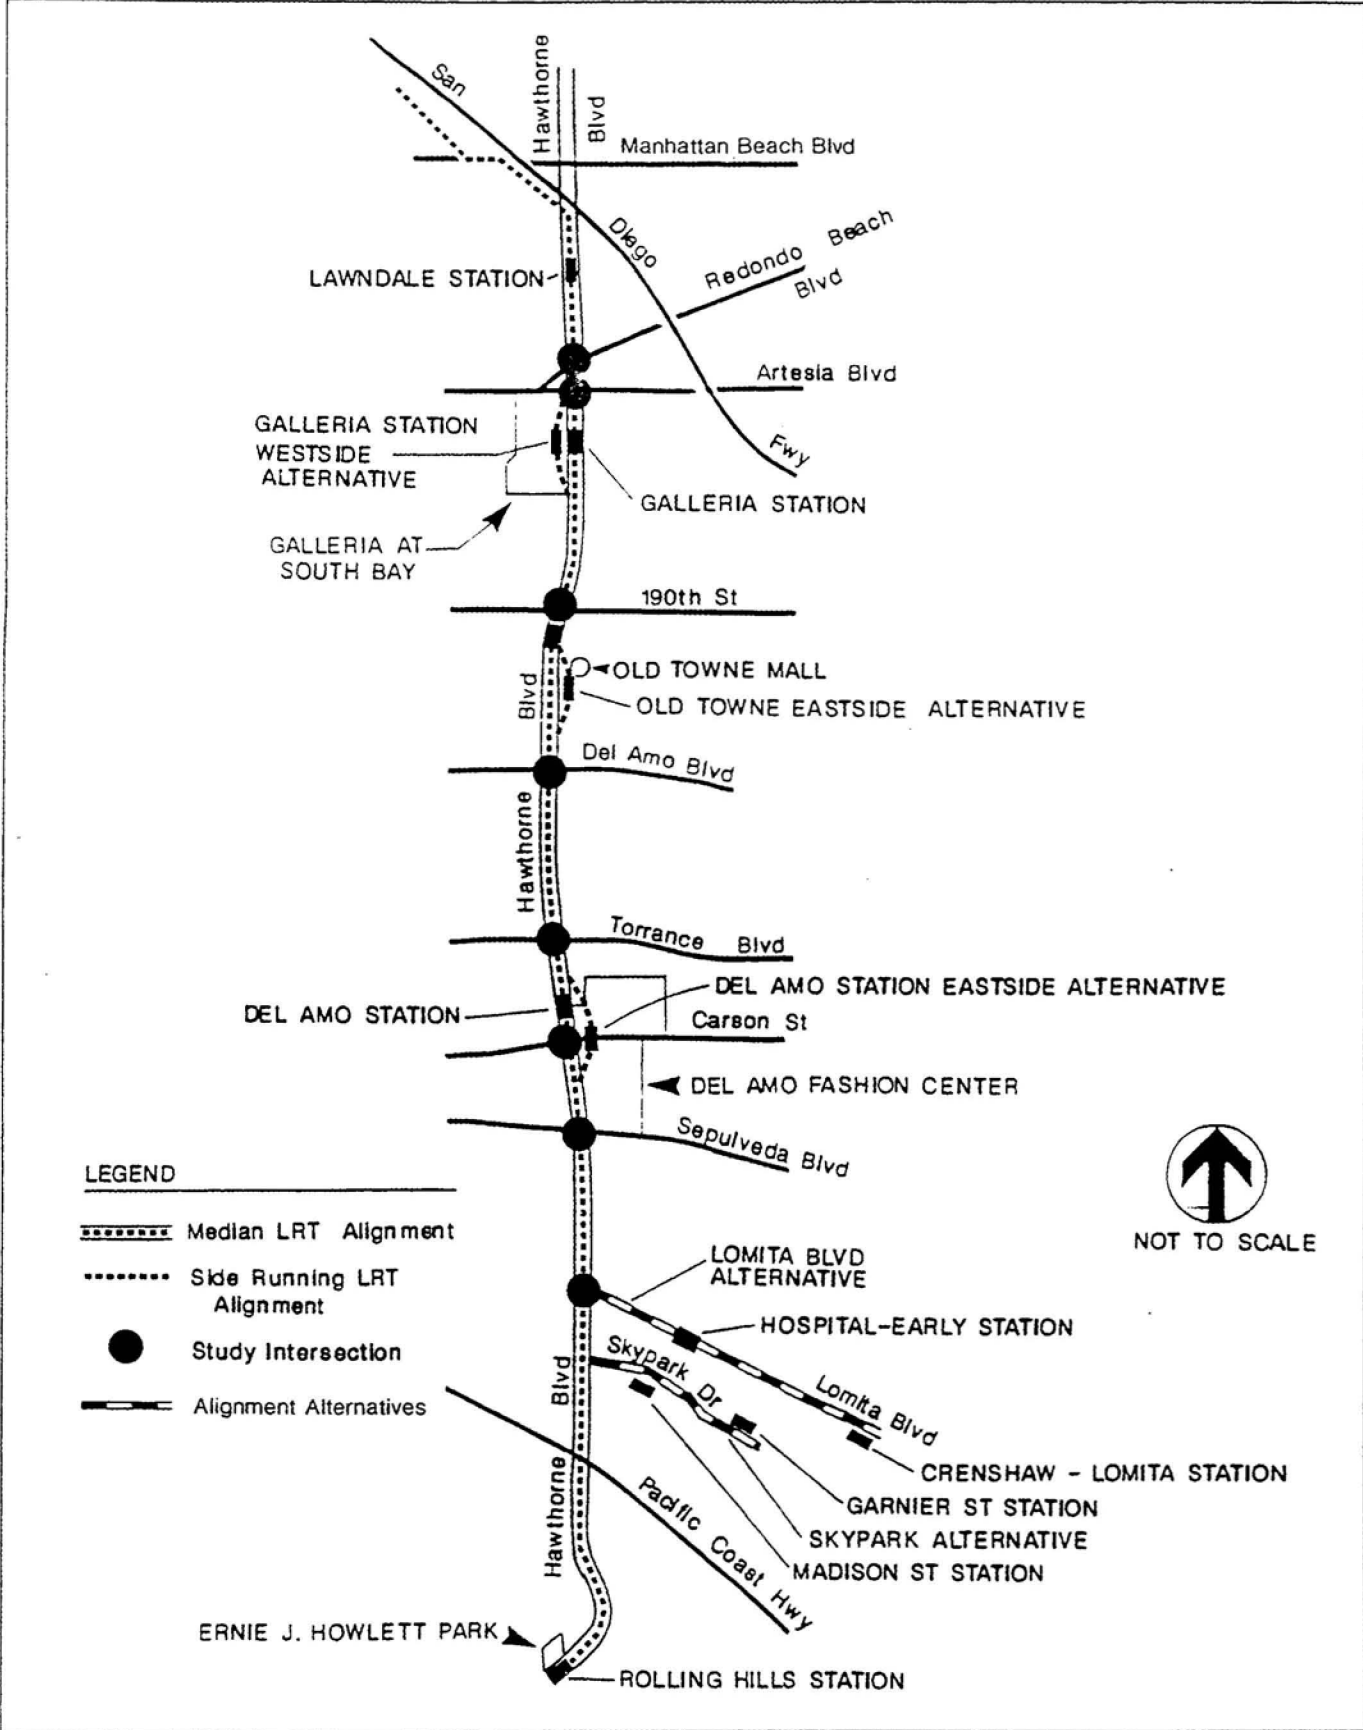 San
Hawthorne
Blvd
Manhattan Beach Blvd
Diego
Redondo Beach
Blvd
LAWNDALE STATION
Artesia Blvd
GALLERIA STATION
WESTSIDE
ALTERNATIVE
Fwy
GALLERIA STATION
GALLERIA AT
SOUTH BAY
190th St
OLD TOWNE MALL
OLD TOWNE EASTSIDE ALTERNATIVE
Blvd
Del Amo Blvd
Hawthorne
Torrance Blvd
DEL AMO STATION EASTSIDE ALTERNATIVE
DEL AMO STATION
Carson St
DEL AMO FASHION CENTER
Sepulveda Blvd
LEGEND
Median LRT Alignment
Side Running LRT
Alignment
Study Intersection
Alignment Alternatives
NOT TO SCALE
LOMITA BLVD
ALTERNATIVE
HOSPITAL-EARLY STATION
Skypark Dr
Lomita Blvd
Blvd
Hawthorne
CRENSHAW - LOMITA STATION
GARNIER ST STATION
SKYPARK ALTERNATIVE
MADISON ST STATION
Pacific Coast Hwy
ERNIE J. HOWLETT PARK
ROLLING HILLS STATION